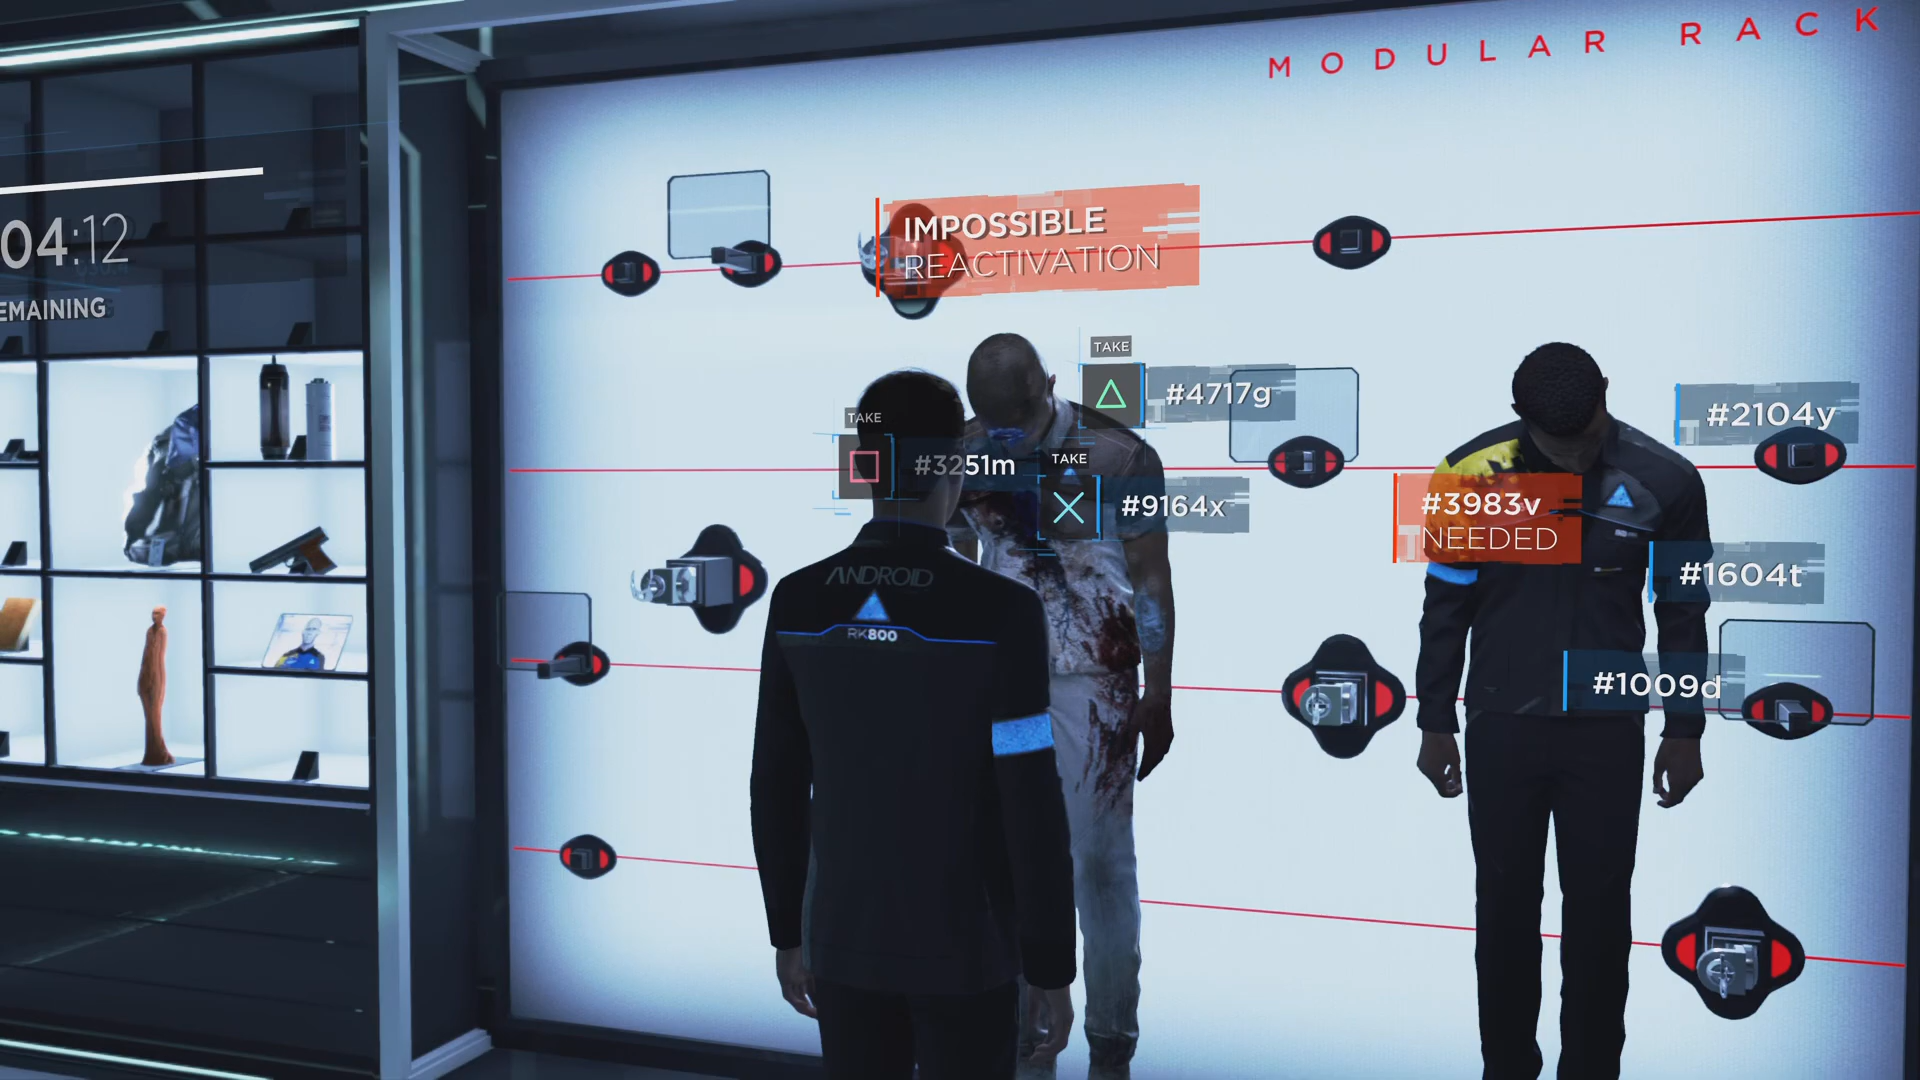 MODULAR RACK
04:12
EMAINING
IMPOSSIBLE
REACTIVATION
TAKE
#4717g
TAKE
#3251m
TAKE
#9164x
#2104y
#3983v
NEEDED
#1604t
#1009d
ANDROID
RK800